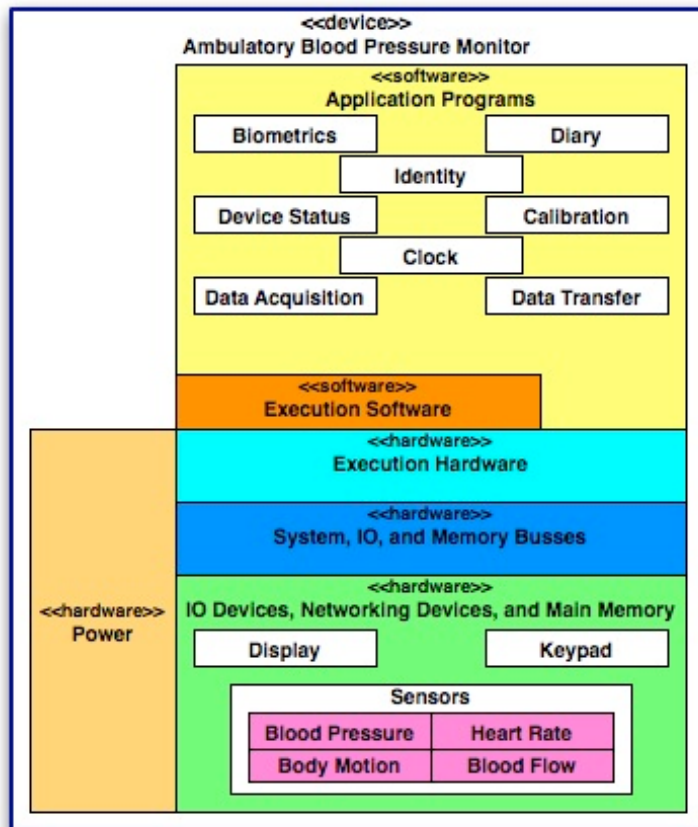 <<device>>
Ambulatory Blood Pressure Monitor
<<software>>
Application Programs
Biometrics
Diary
Identity
Device Status
Calibration
Clock
Data Acquisition
Data Transfer
<<software>>
Execution Software
<<hardware>>
Execution Hardware
<<hardware>>
System, IO, and Memory Busses
<<hardware>>
Power
<<hardware>>
IO Devices, Networking Devices, and Main Memory
Display
Keypad
Sensors
Blood Pressure
Heart Rate
Body Motion
Blood Flow